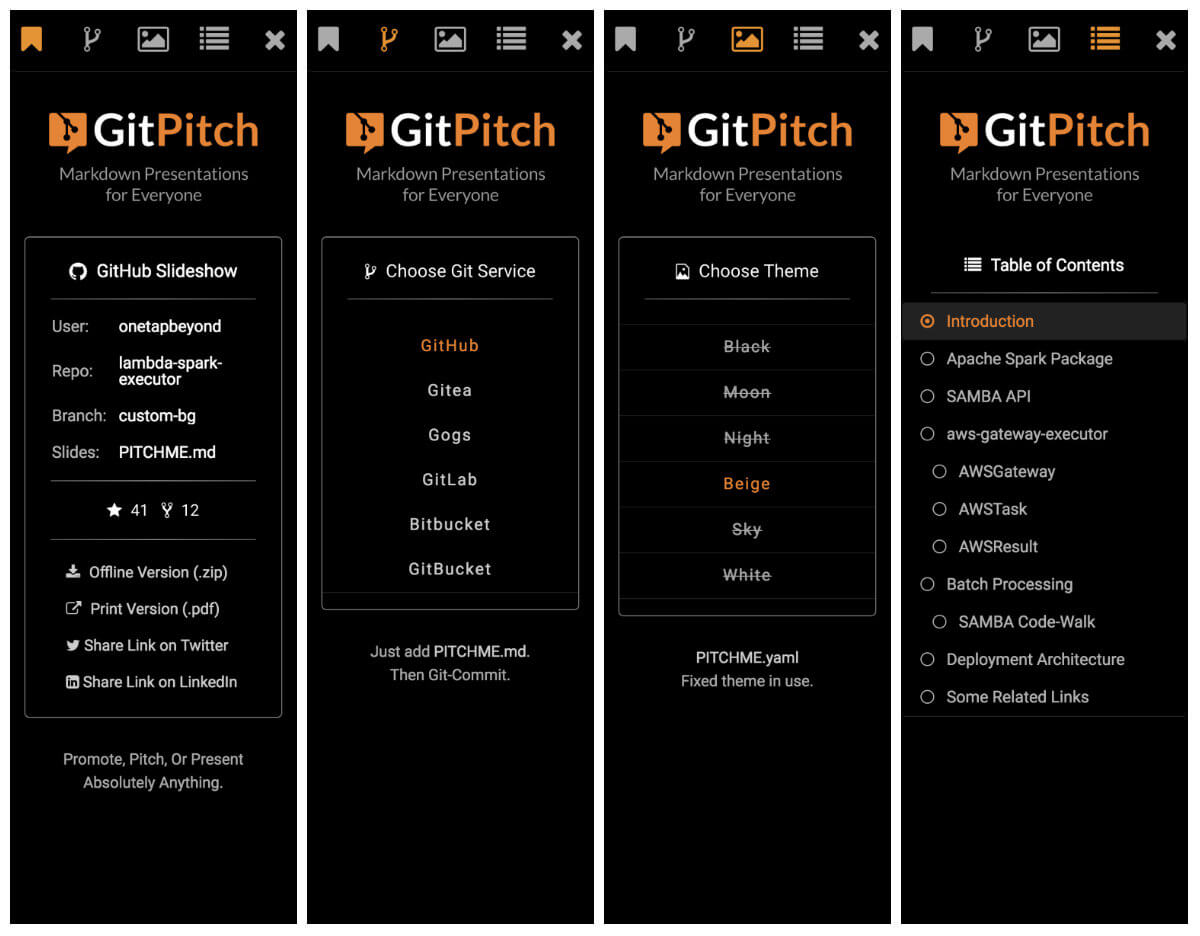 GitPitch
Markdown Presentations
for Everyone
GitHub Slideshow
User: onetapbeyond
Repo: lambda-spark-
executor
Branch: custom-bg
Slides: PITCHME.md
41 12
Offline Version (.zip)
Print Version (.pdf)
Share Link on Twitter
Share Link on LinkedIn
Promote, Pitch, Or Present
Absolutely Anything.
GitPitch
Markdown Presentations
for Everyone
Choose Git Service
GitHub
Gitea
Gogs
GitLab
Bitbucket
GitBucket
Just add PITCHME.md.
Then Git-Commit.
GitPitch
Markdown Presentations
for Everyone
Choose Theme
Black
Moon
Night
Beige
Sky
White
PITCHME.yaml
Fixed theme in use.
GitPitch
Markdown Presentations
for Everyone
Table of Contents
Introduction
Apache Spark Package
SAMBA API
aws-gateway-executor
AWSGateway
AWSTask
AWSResult
Batch Processing
SAMBA Code-Walk
Deployment Architecture
Some Related Links